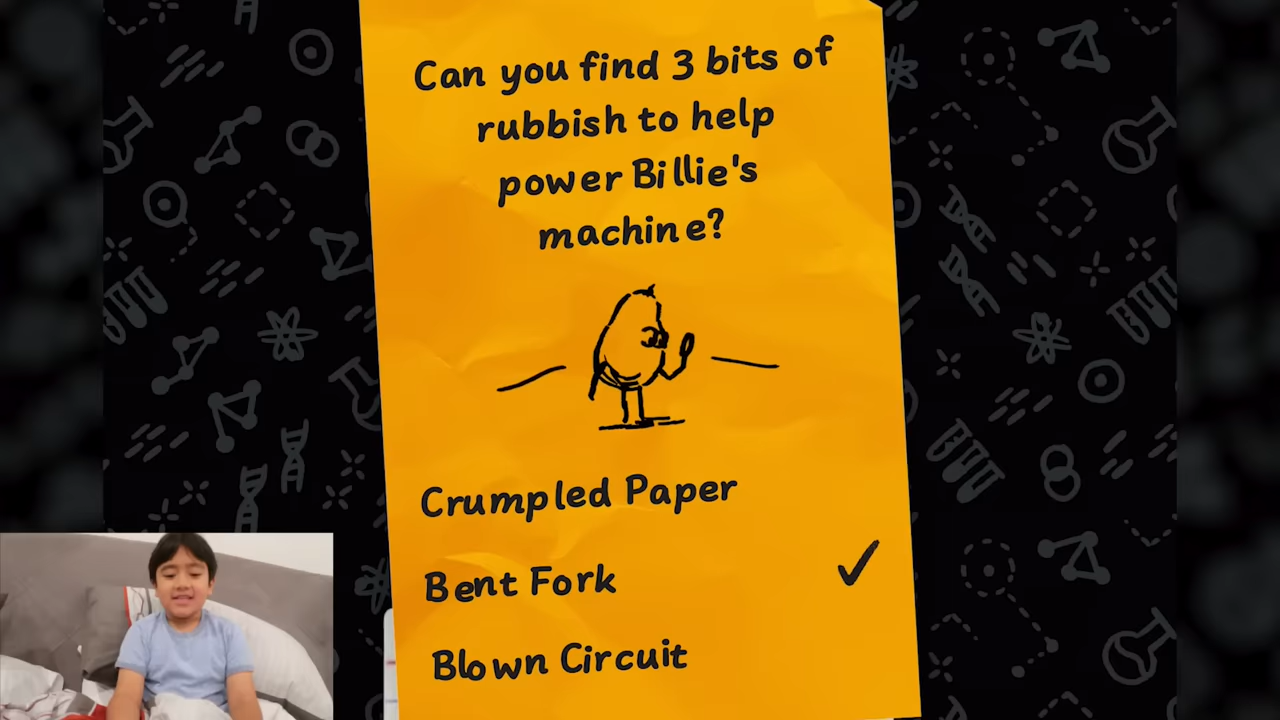 Can you find 3 bits of
rubbish to help
power Billie's
machine?
Crumpled Paper
Bent Fork
Blown Circuit